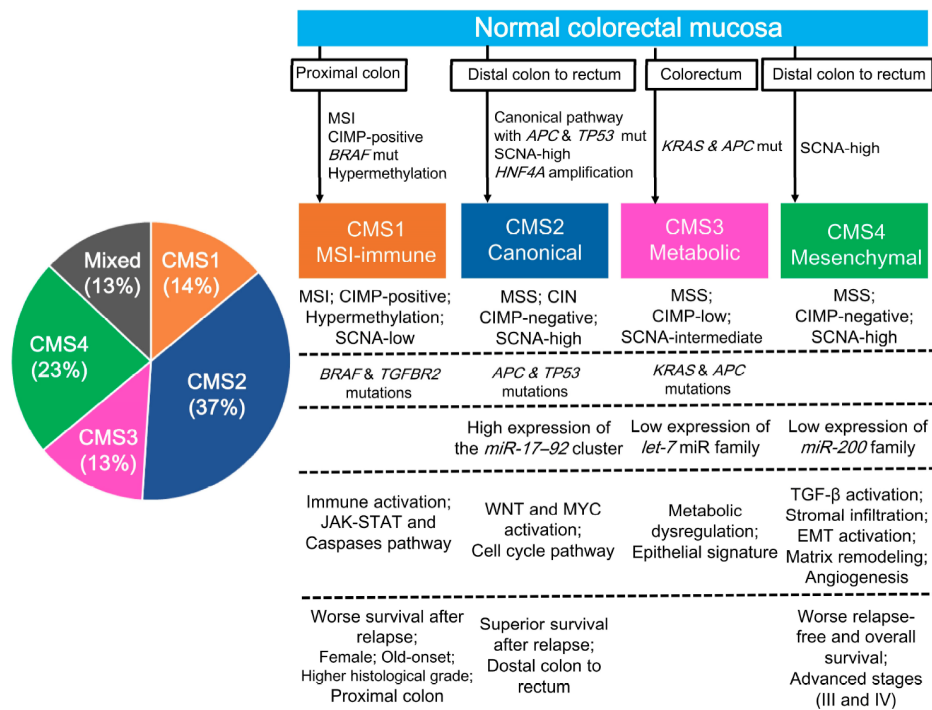 Normal colorectal mucosa
Proximal colon
Distal colon to rectum
Colorectum
Distal colon to rectum
MSI
CIMP-positive
BRAF mut
Hypermethylation
Canonical pathway
with APC & TP53 mut
SCNA-high
HNF4A amplification
KRAS & APC mut
SCNA-high
CMS1
MSI-immune
CMS2
Canonical
CMS3
Metabolic
CMS4
Mesenchymal
Mixed
(13%)
CMS1
(14%)
CMS4
(23%)
CMS2
(37%)
CMS3
(13%)
MSI; CIMP-positive;
Hypermethylation;
SCNA-low
MSS; CIN
CIMP-negative;
SCNA-high
MSS;
CIMP-low;
SCNA-intermediate
MSS;
CIMP-negative;
SCNA-high
BRAF & TGFBR2
mutations
APC & TP53
mutations
KRAS & APC
mutations
High expression of
the miR-17–92 cluster
Low expression of
let-7 miR family
Low expression of
miR-200 family
Immune activation;
JAK-STAT and
Caspases pathway
WNT and MYC
activation;
Cell cycle pathway
Metabolic
dysregulation;
Epithelial signature
TGF-β activation;
Stromal infiltration;
EMT activation;
Matrix remodeling;
Angiogenesis
Worse survival after
relapse;
Female; Old-onset;
Higher histological grade;
Proximal colon
Superior survival
after relapse;
Dostal colon to
rectum
Worse relapse-
free and overall
survival;
Advanced stages
(III and IV)